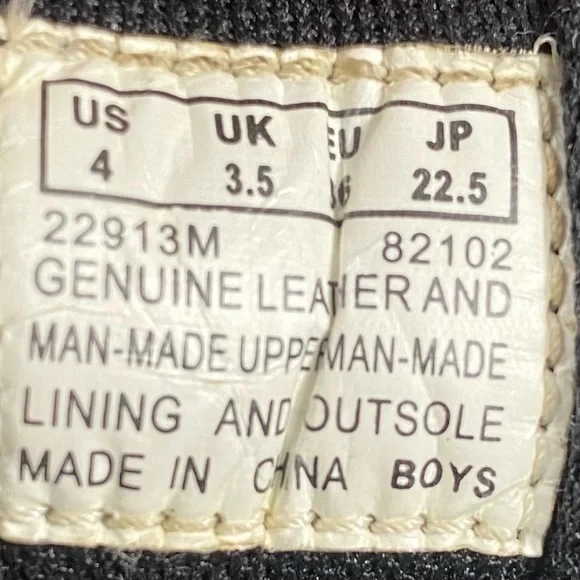 US UK EU JP
4 3.5 36 22.5
22913M 82102
GENUINE LEATHER AND
MAN-MADE UPPER MAN-MADE
LINING AND OUTSOLE
MADE IN CHINA BOYS